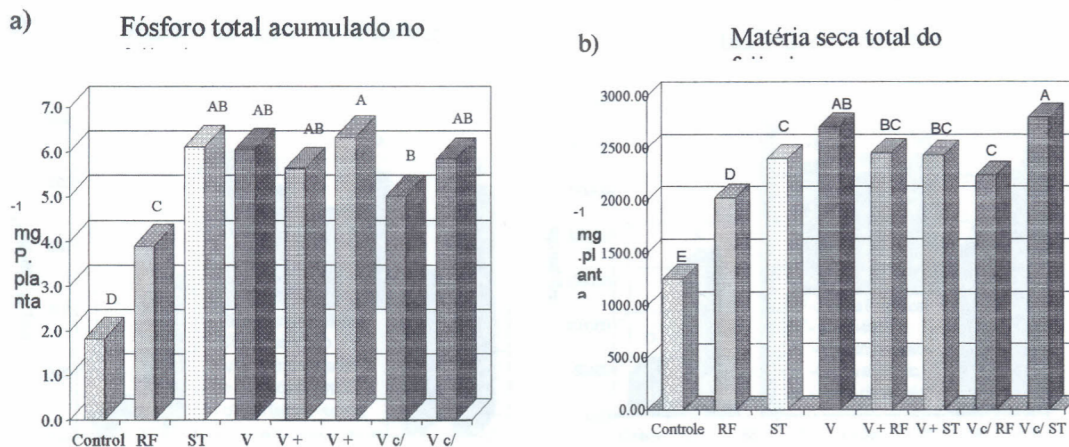 a)
Fósforo total acumulado no
7.0
6.0
5.0
4.0
3.0
2.0
1.0
0.0
-1
mg
P.
pla
nta
D
C
AB
AB
AB
A
B
AB
Control RF ST V V + V + V c/ V c/
b)
Matéria seca total do
3000.00
2500.00
2000.00
1500.00
1000.00
500.00
0.00
-1
mg
.pl
ant
E
D
C
AB
BC
BC
C
A
Controle RF ST V V + RF V + ST V c/ RF V c/ ST